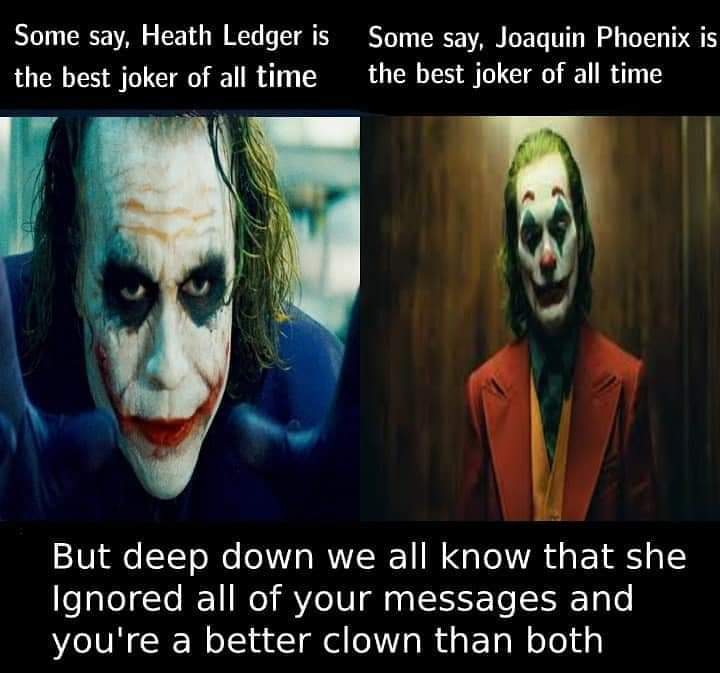 Some say, Heath Ledger is
the best joker of all time
Some say, Joaquin Phoenix is
the best joker of all time
But deep down we all know that she
Ignored all of your messages and
you're a better clown than both